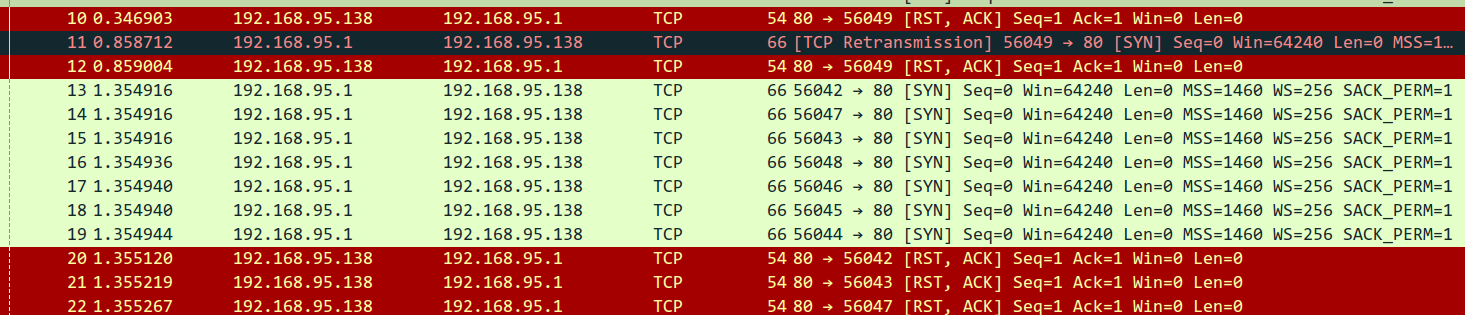 10 0.346903 192.168.95.138 192.168.95.1 TCP 54 80 → 56049 [RST, ACK] Seq=1 Ack=1 Win=0 Len=0
11 0.858712 192.168.95.1 192.168.95.138 TCP 66 [TCP Retransmission] 56049 → 80 [SYN] Seq=0 Win=64240 Len=0 MSS=1…
12 0.859004 192.168.95.138 192.168.95.1 TCP 54 80 → 56049 [RST, ACK] Seq=1 Ack=1 Win=0 Len=0
13 1.354916 192.168.95.1 192.168.95.138 TCP 66 56042 → 80 [SYN] Seq=0 Win=64240 Len=0 MSS=1460 WS=256 SACK_PERM=1
14 1.354916 192.168.95.1 192.168.95.138 TCP 66 56047 → 80 [SYN] Seq=0 Win=64240 Len=0 MSS=1460 WS=256 SACK_PERM=1
15 1.354916 192.168.95.1 192.168.95.138 TCP 66 56043 → 80 [SYN] Seq=0 Win=64240 Len=0 MSS=1460 WS=256 SACK_PERM=1
16 1.354936 192.168.95.1 192.168.95.138 TCP 66 56048 → 80 [SYN] Seq=0 Win=64240 Len=0 MSS=1460 WS=256 SACK_PERM=1
17 1.354940 192.168.95.1 192.168.95.138 TCP 66 56046 → 80 [SYN] Seq=0 Win=64240 Len=0 MSS=1460 WS=256 SACK_PERM=1
18 1.354940 192.168.95.1 192.168.95.138 TCP 66 56045 → 80 [SYN] Seq=0 Win=64240 Len=0 MSS=1460 WS=256 SACK_PERM=1
19 1.354944 192.168.95.1 192.168.95.138 TCP 66 56044 → 80 [SYN] Seq=0 Win=64240 Len=0 MSS=1460 WS=256 SACK_PERM=1
20 1.355120 192.168.95.138 192.168.95.1 TCP 54 80 → 56042 [RST, ACK] Seq=1 Ack=1 Win=0 Len=0
21 1.355219 192.168.95.138 192.168.95.1 TCP 54 80 → 56043 [RST, ACK] Seq=1 Ack=1 Win=0 Len=0
22 1.355267 192.168.95.138 192.168.95.1 TCP 54 80 → 56047 [RST, ACK] Seq=1 Ack=1 Win=0 Len=0